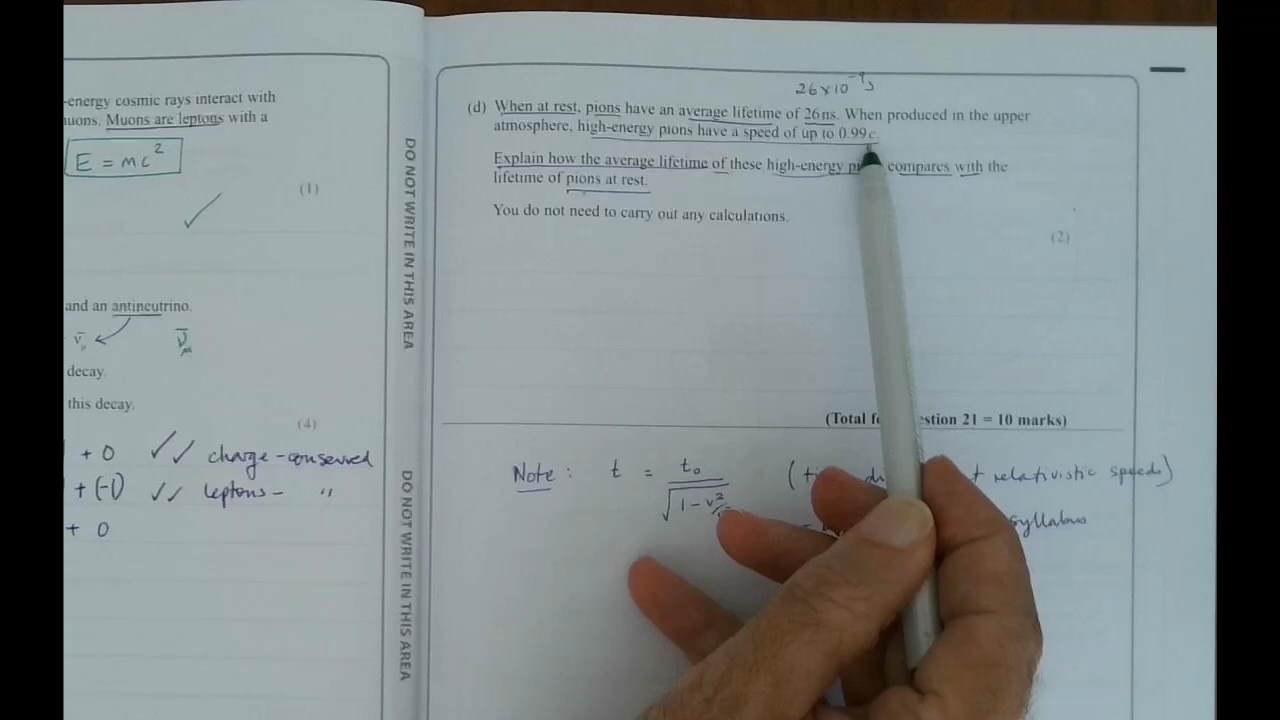 -energy cosmic rays interact with
muons. Muons are leptons with a
E = mc²
(1)
and an antineutrino.
decay.
this decay.
(4)
+ 0 charge - conserved
+ (-1) leptons - "
+ 0
DO NOT WRITE IN THIS AREA
DO NOT WRITE IN THIS AREA
26×10⁻⁹s
(d) When at rest, pions have an average lifetime of 26 ns. When produced in the upper
atmosphere, high-energy pions have a speed of up to 0.99c.
Explain how the average lifetime of these high-energy compares with the
lifetime of pions at rest.
You do not need to carry out any calculations.
(2)
(Total estion 21 = 10 marks)
Note: t = t₀ / √1 - v²/ ( relativistic speeds)
syllabus